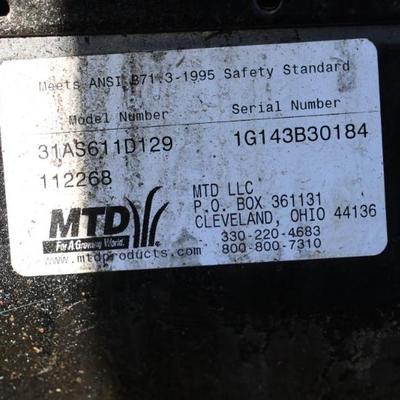 Meets ANSI B71.3-1995 Safety Standard
Model Number Serial Number
31AS611D129 1G143B30184
112268
MTD
For A Growing World.
www.mtdproducts.com
MTD LLC
P.O. BOX 361131
CLEVELAND, OHIO 44136
330-220-4683
800-800-7310